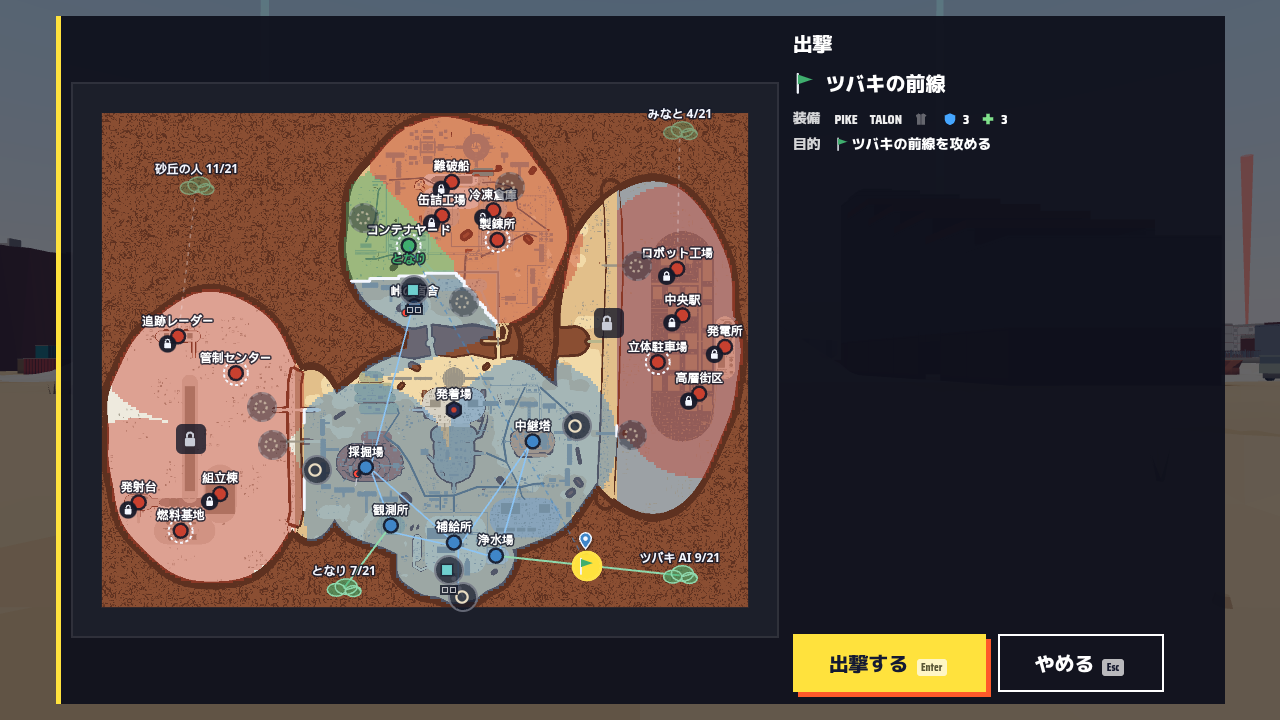 出撃
ツバキの前線
装備 PIKE TALON 3 3
目的 ツバキの前線を攻める
みなと 4/21
砂丘の人 11/21
難破船
缶詰工場
冷凍倉庫
コンテナヤード
製錬所
となり
舎
ロボット工場
中央駅
発電所
立体駐車場
高層街区
追跡レーダー
管制センター
発着場
中継塔
採掘場
発射台
組立棟
燃料基地
観測所
補給所
浄水場
となり 7/21
ツバキ AI 9/21
出撃する Enter
やめる Esc